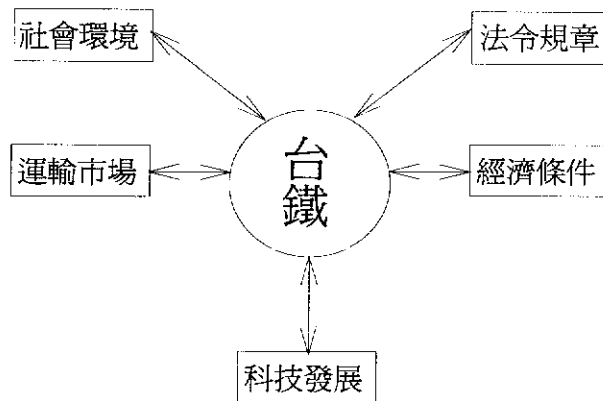 社會環境
法令規章
台
鐵
運輸市場
經濟條件
科技發展